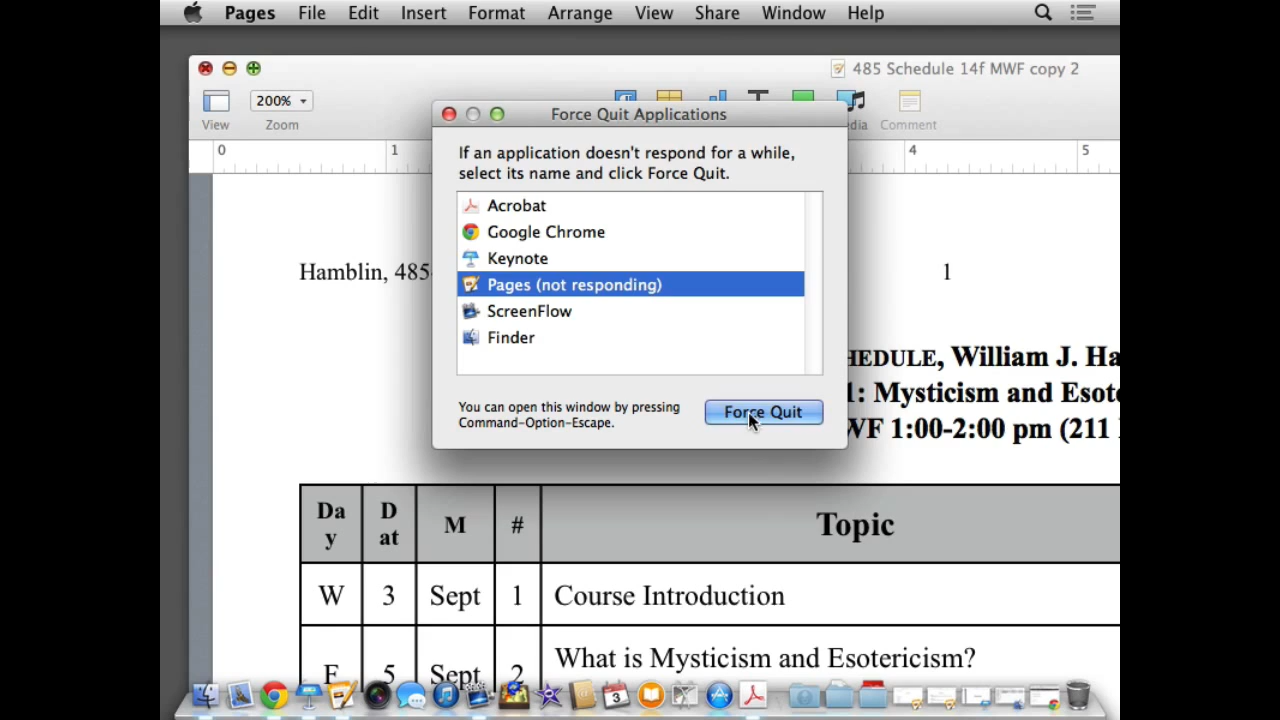 Pages File Edit Insert Format Arrange View Share Window Help
485 Schedule 14f MWF copy 2
200%
View Zoom
dia Comment
Force Quit Applications
0 1 4 5
If an application doesn't respond for a while,
select its name and click Force Quit.
Acrobat
Google Chrome
Keynote
Pages (not responding)
ScreenFlow
Finder
You can open this window by pressing
Command-Option-Escape.
Force Quit
Hamblin, 485 1
HEDULE, William J. Ha
1: Mysticism and Esote
WF 1:00-2:00 pm (211
Da
y
D
at
M # Topic
W 3 Sept 1 Course Introduction
F 5 Sept 2 What is Mysticism and Esotericism?
3